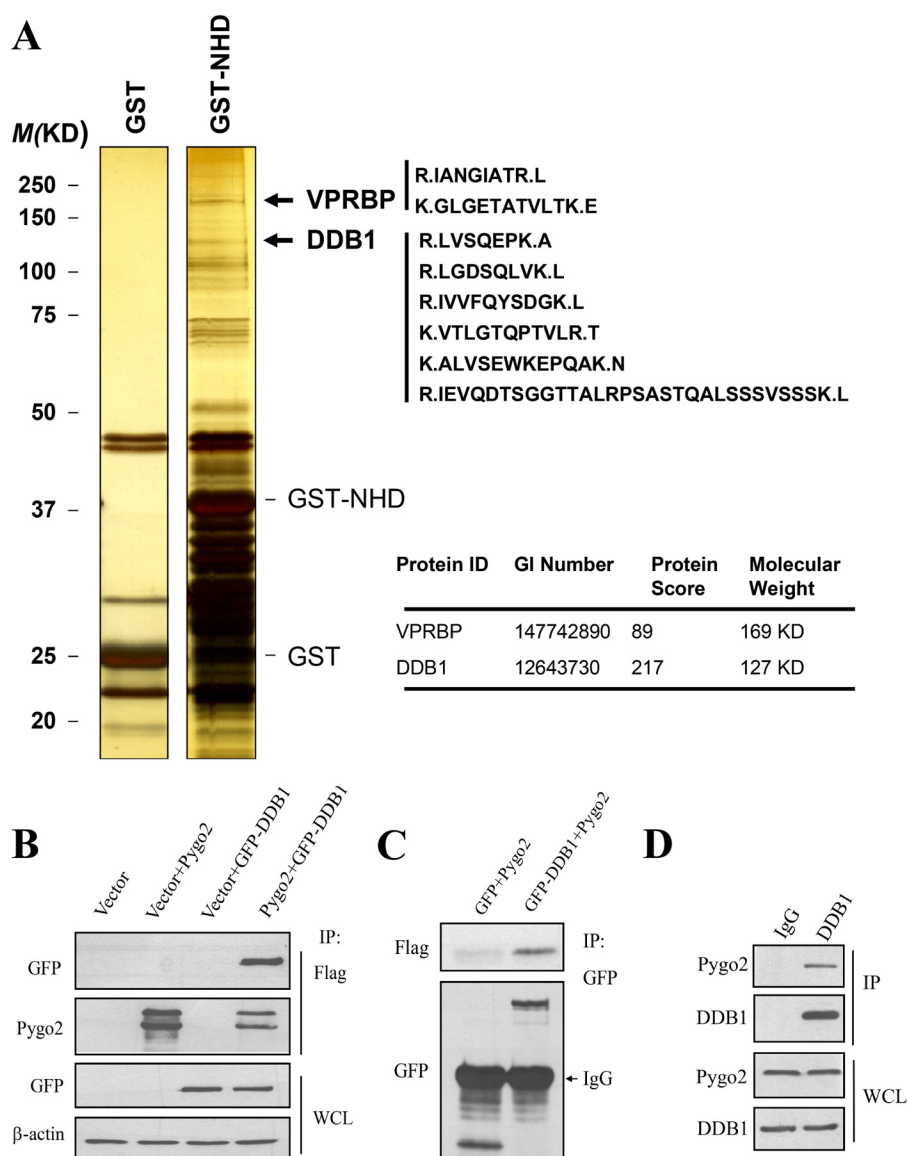 A
GST
GST-NHD
M(KD)
250
150
100
75
50
37
25
20
VPRBP
DDB1
R.IANGIATR.L
K.GLGETATVLTK.E
R.LVSQEPK.A
R.LGDSQLVK.L
R.IVVFQYSDGK.L
K.VTLGTQPTVLR.T
K.ALVSEWKEPQAK.N
R.IEVQDTSGGTTALRPSASTQALSSSVSSSK.L
GST-NHD
GST
Protein ID GI Number Protein Score Molecular Weight
VPRBP 147742890 89 169 KD
DDB1 12643730 217 127 KD
B
Vector
Vector+Pygo2
Vector+GFP-DDB1
Pygo2+GFP-DDB1
IP:
GFP Flag
Pygo2
GFP
WCL
β-actin
C
GFP+Pygo2
GFP-DDB1+Pygo2
Flag IP:
GFP
GFP IgG
D
IgG
DDB1
Pygo2
IP
DDB1
Pygo2
WCL
DDB1